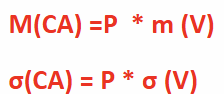 M(CA) =P * m (V)
σ(CA) = P * σ (V)